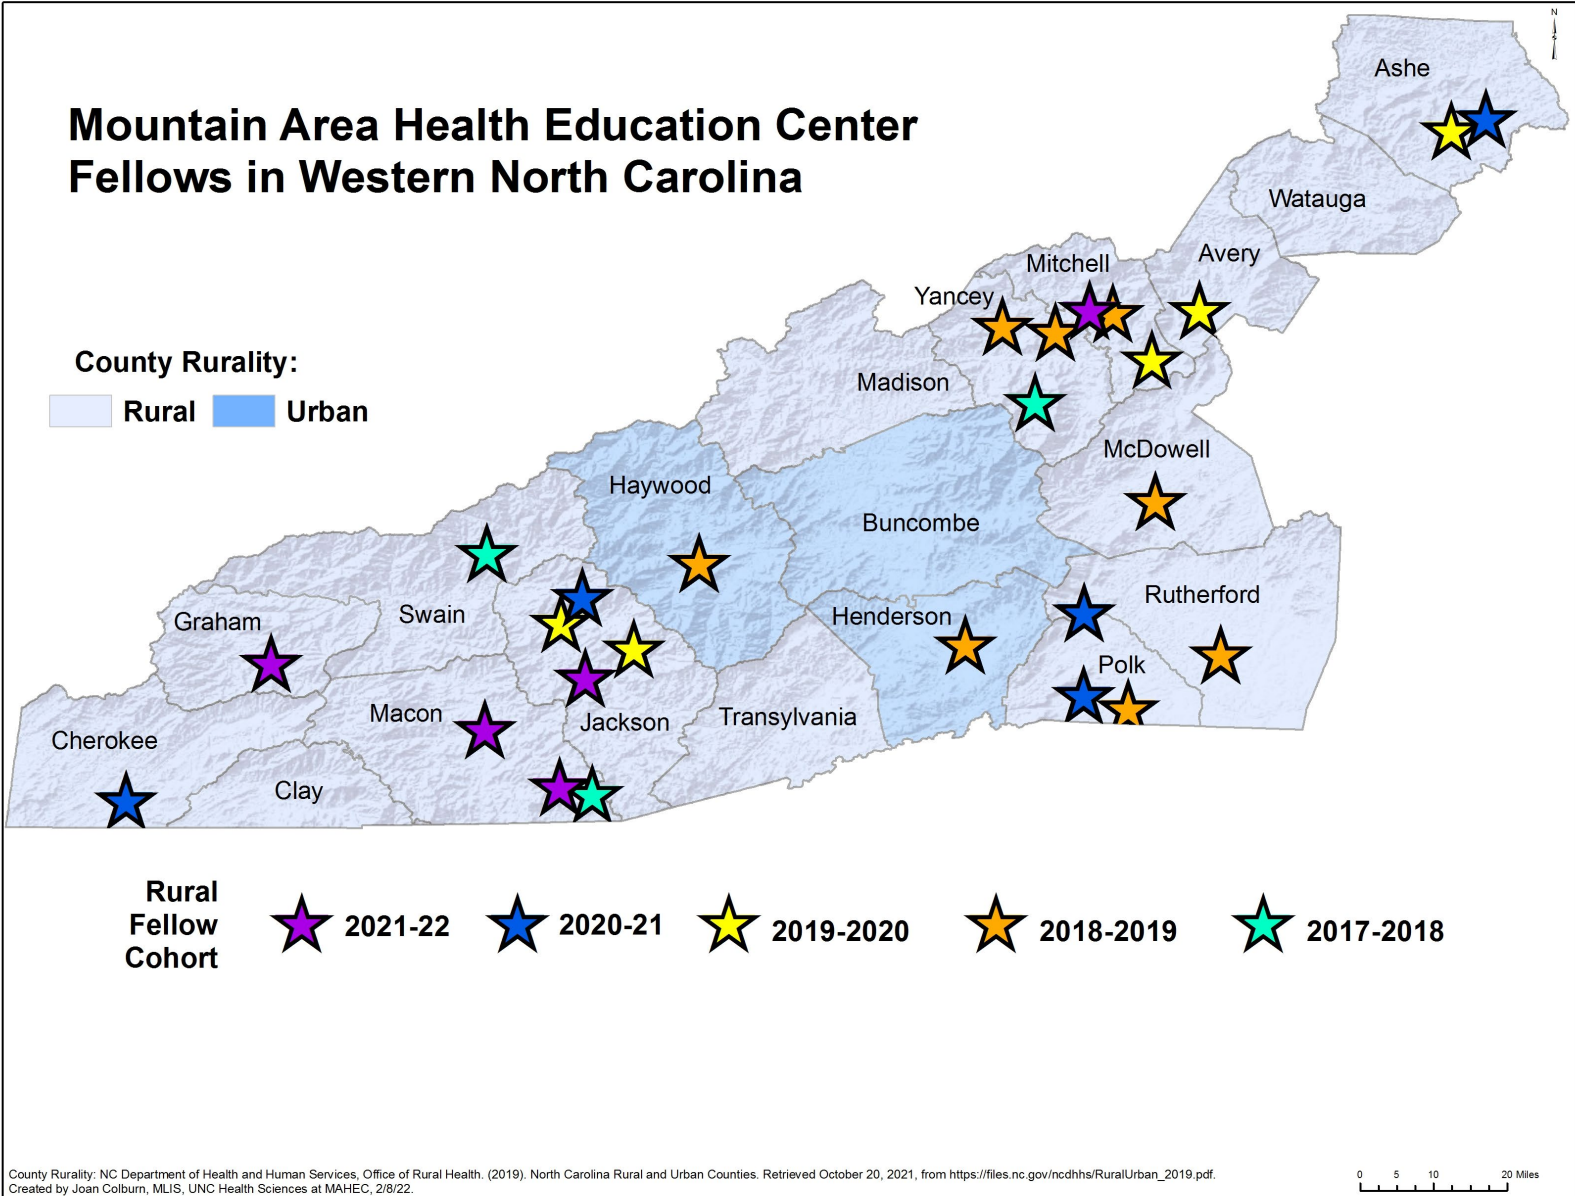 N
Mountain Area Health Education Center
Fellows in Western North Carolina
Ashe
Watauga
Avery
Mitchell
Yancey
County Rurality:
Rural
Urban
Madison
McDowell
Haywood
Buncombe
Rutherford
Henderson
Swain
Graham
Polk
Macon
Jackson
Transylvania
Cherokee
Clay
Rural
Fellow
Cohort
2021-22
2020-21
2019-2020
2018-2019
2017-2018
County Rurality: NC Department of Health and Human Services, Office of Rural Health. (2019). North Carolina Rural and Urban Counties. Retrieved October 20, 2021, from https://files.nc.gov/ncdhhs/RuralUrban_2019.pdf.
Created by Joan Colburn, MLIS, UNC Health Sciences at MAHEC, 2/8/22.
0 5 10 20 Miles